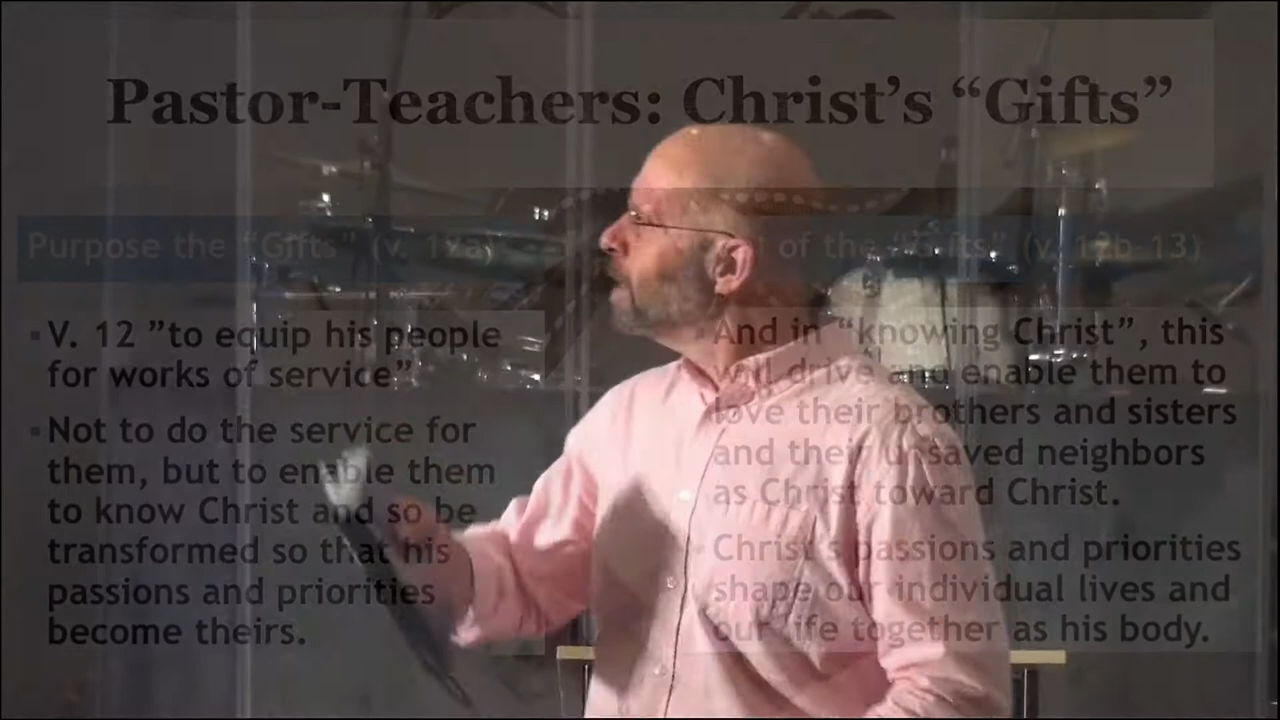 Pastor-Teachers: Christ’s “Gifts”
Purpose the “Gifts” (v. 12a)
of the “Gifts” (v. 12b-13)
▪V. 12 ”to equip his people
for works of service”
▪Not to do the service for
them, but to enable them
to know Christ and so be
transformed so that his
passions and priorities
become theirs.
▪And in “knowing Christ”, this
will drive and enable them to
love their brothers and sisters
and their unsaved neighbors
as Christ toward Christ.
▪Christ’s passions and priorities
shape our individual lives and
our life together as his body.